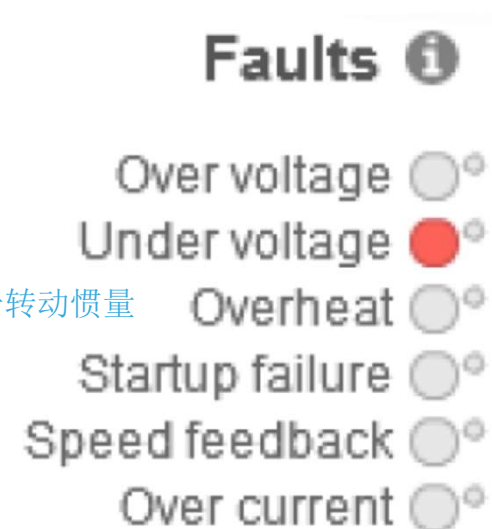 Faults
Over voltage
Under voltage
转动惯量
Overheat
Startup failure
Speed feedback
Over current